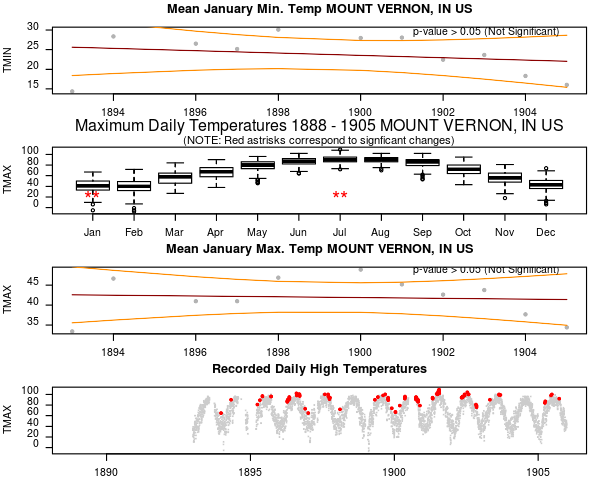 Mean January Min. Temp MOUNT VERNON, IN US
p-value > 0.05 (Not Significant)
TMIN
30
25
20
15
1894 1896 1898 1900 1902 1904
Maximum Daily Temperatures 1888 - 1905 MOUNT VERNON, IN US
(NOTE: Red astrisks correspond to signficant changes)
TMAX
100
80
60
40
20
0
** **
Jan Feb Mar Apr May Jun Jul Aug Sep Oct Nov Dec
Mean January Max. Temp MOUNT VERNON, IN US
p-value > 0.05 (Not Significant)
TMAX
45
40
35
1894 1896 1898 1900 1902 1904
Recorded Daily High Temperatures
TMAX
100
80
60
40
20
0
1890 1895 1900 1905